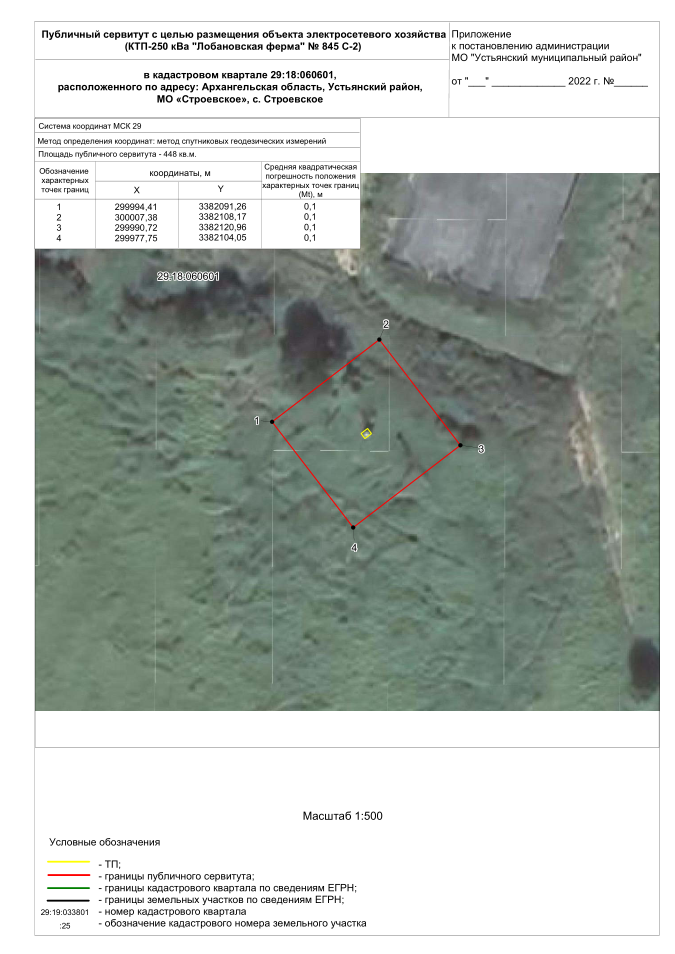 Публичный сервитут с целью размещения объекта электросетевого хозяйства
(КТП-250 кВа "Лобановская ферма" № 845 С-2)
в кадастровом квартале 29:18:060601,
расположенного по адресу: Архангельская область, Устьянский район,
МО «Строевское», с. Строевское
Приложение
к постановлению администрации
МО "Устьянский муниципальный район"
от "___" _____________ 2022 г. №______
Система координат МСК 29
Метод определения координат: метод спутниковых геодезических измерений
Площадь публичного сервитута - 448 кв.м.
Обозначение характерных точек границ
координаты, м
X Y
Средняя квадратическая погрешность положения характерных точек границ (Mt), м
1 299994,41 3382091,26 0,1
2 300007,38 3382108,17 0,1
3 299990,72 3382120,96 0,1
4 299977,75 3382104,05 0,1
29:18:060601
2
1
3
4
Масштаб 1:500
Условные обозначения
- ТП;
- границы публичного сервитута;
- границы кадастрового квартала по сведениям ЕГРН;
- границы земельных участков по сведениям ЕГРН;
29:19:033801 - номер кадастрового квартала
:25 - обозначение кадастрового номера земельного участка